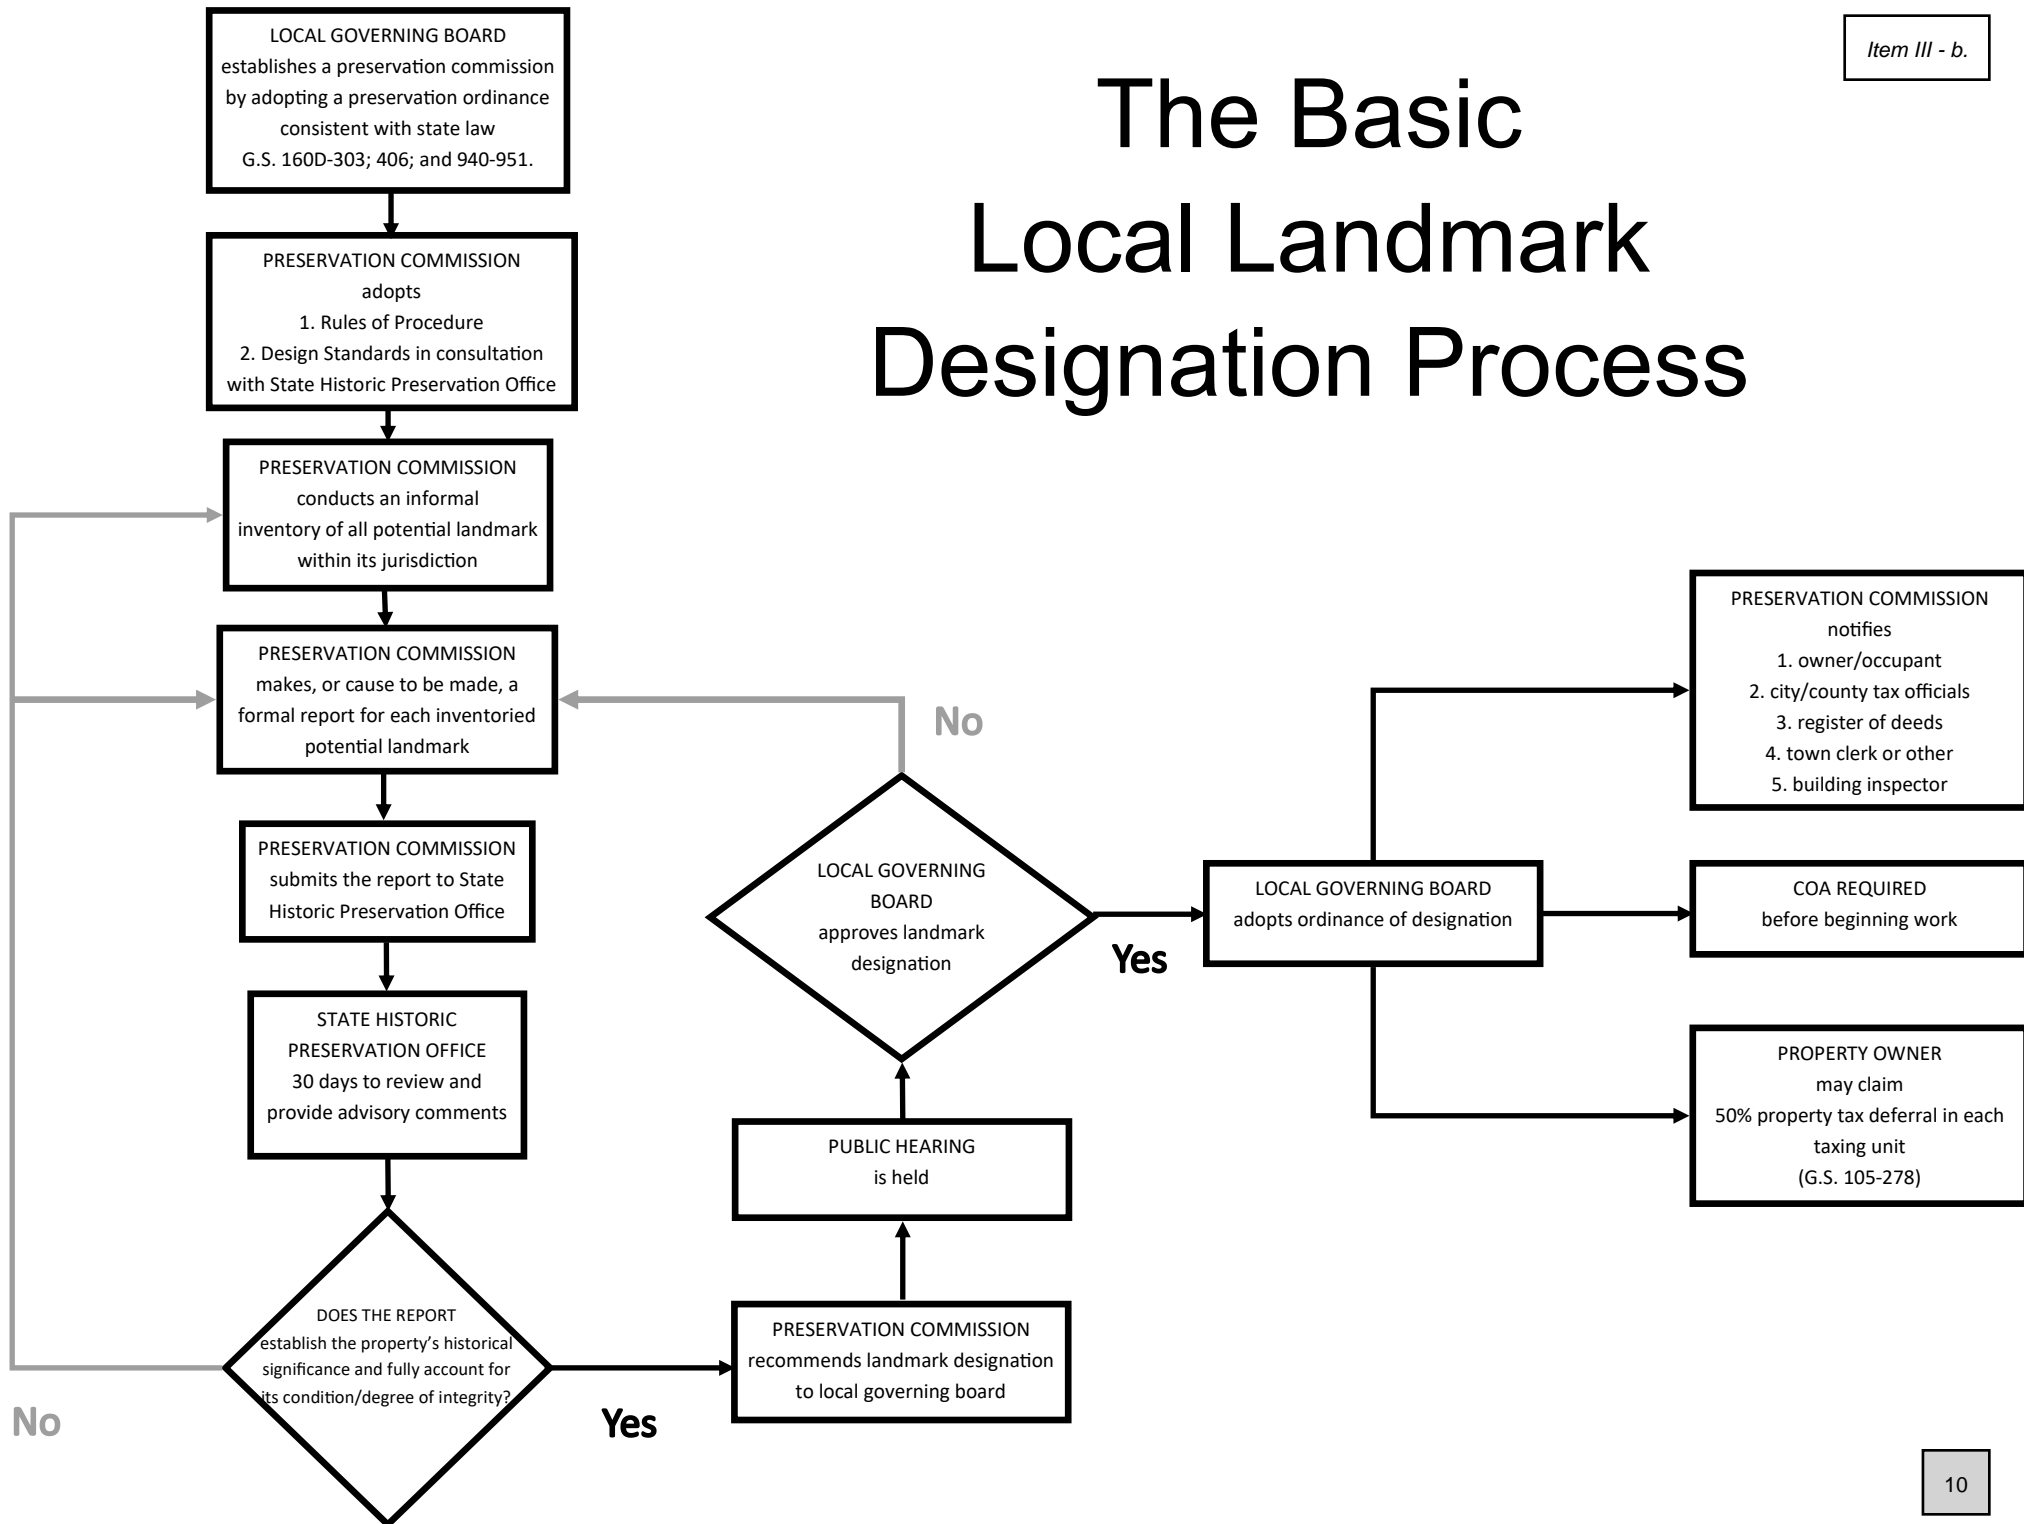 Item III - b.
The Basic
Local Landmark
Designation Process
LOCAL GOVERNING BOARD
establishes a preservation commission
by adopting a preservation ordinance
consistent with state law
G.S. 160D-303; 406; and 940-951.
PRESERVATION COMMISSION
adopts
1. Rules of Procedure
2. Design Standards in consultation
with State Historic Preservation Office
PRESERVATION COMMISSION
conducts an informal
inventory of all potential landmark
within its jurisdiction
PRESERVATION COMMISSION
makes, or cause to be made, a
formal report for each inventoried
potential landmark
PRESERVATION COMMISSION
submits the report to State
Historic Preservation Office
STATE HISTORIC
PRESERVATION OFFICE
30 days to review and
provide advisory comments
DOES THE REPORT
establish the property’s historical
significance and fully account for
its condition/degree of integrity?
No
Yes
PRESERVATION COMMISSION
recommends landmark designation
to local governing board
PUBLIC HEARING
is held
LOCAL GOVERNING
BOARD
approves landmark
designation
No
Yes
LOCAL GOVERNING BOARD
adopts ordinance of designation
PRESERVATION COMMISSION
notifies
1. owner/occupant
2. city/county tax officials
3. register of deeds
4. town clerk or other
5. building inspector
COA REQUIRED
before beginning work
PROPERTY OWNER
may claim
50% property tax deferral in each
taxing unit
(G.S. 105-278)
10